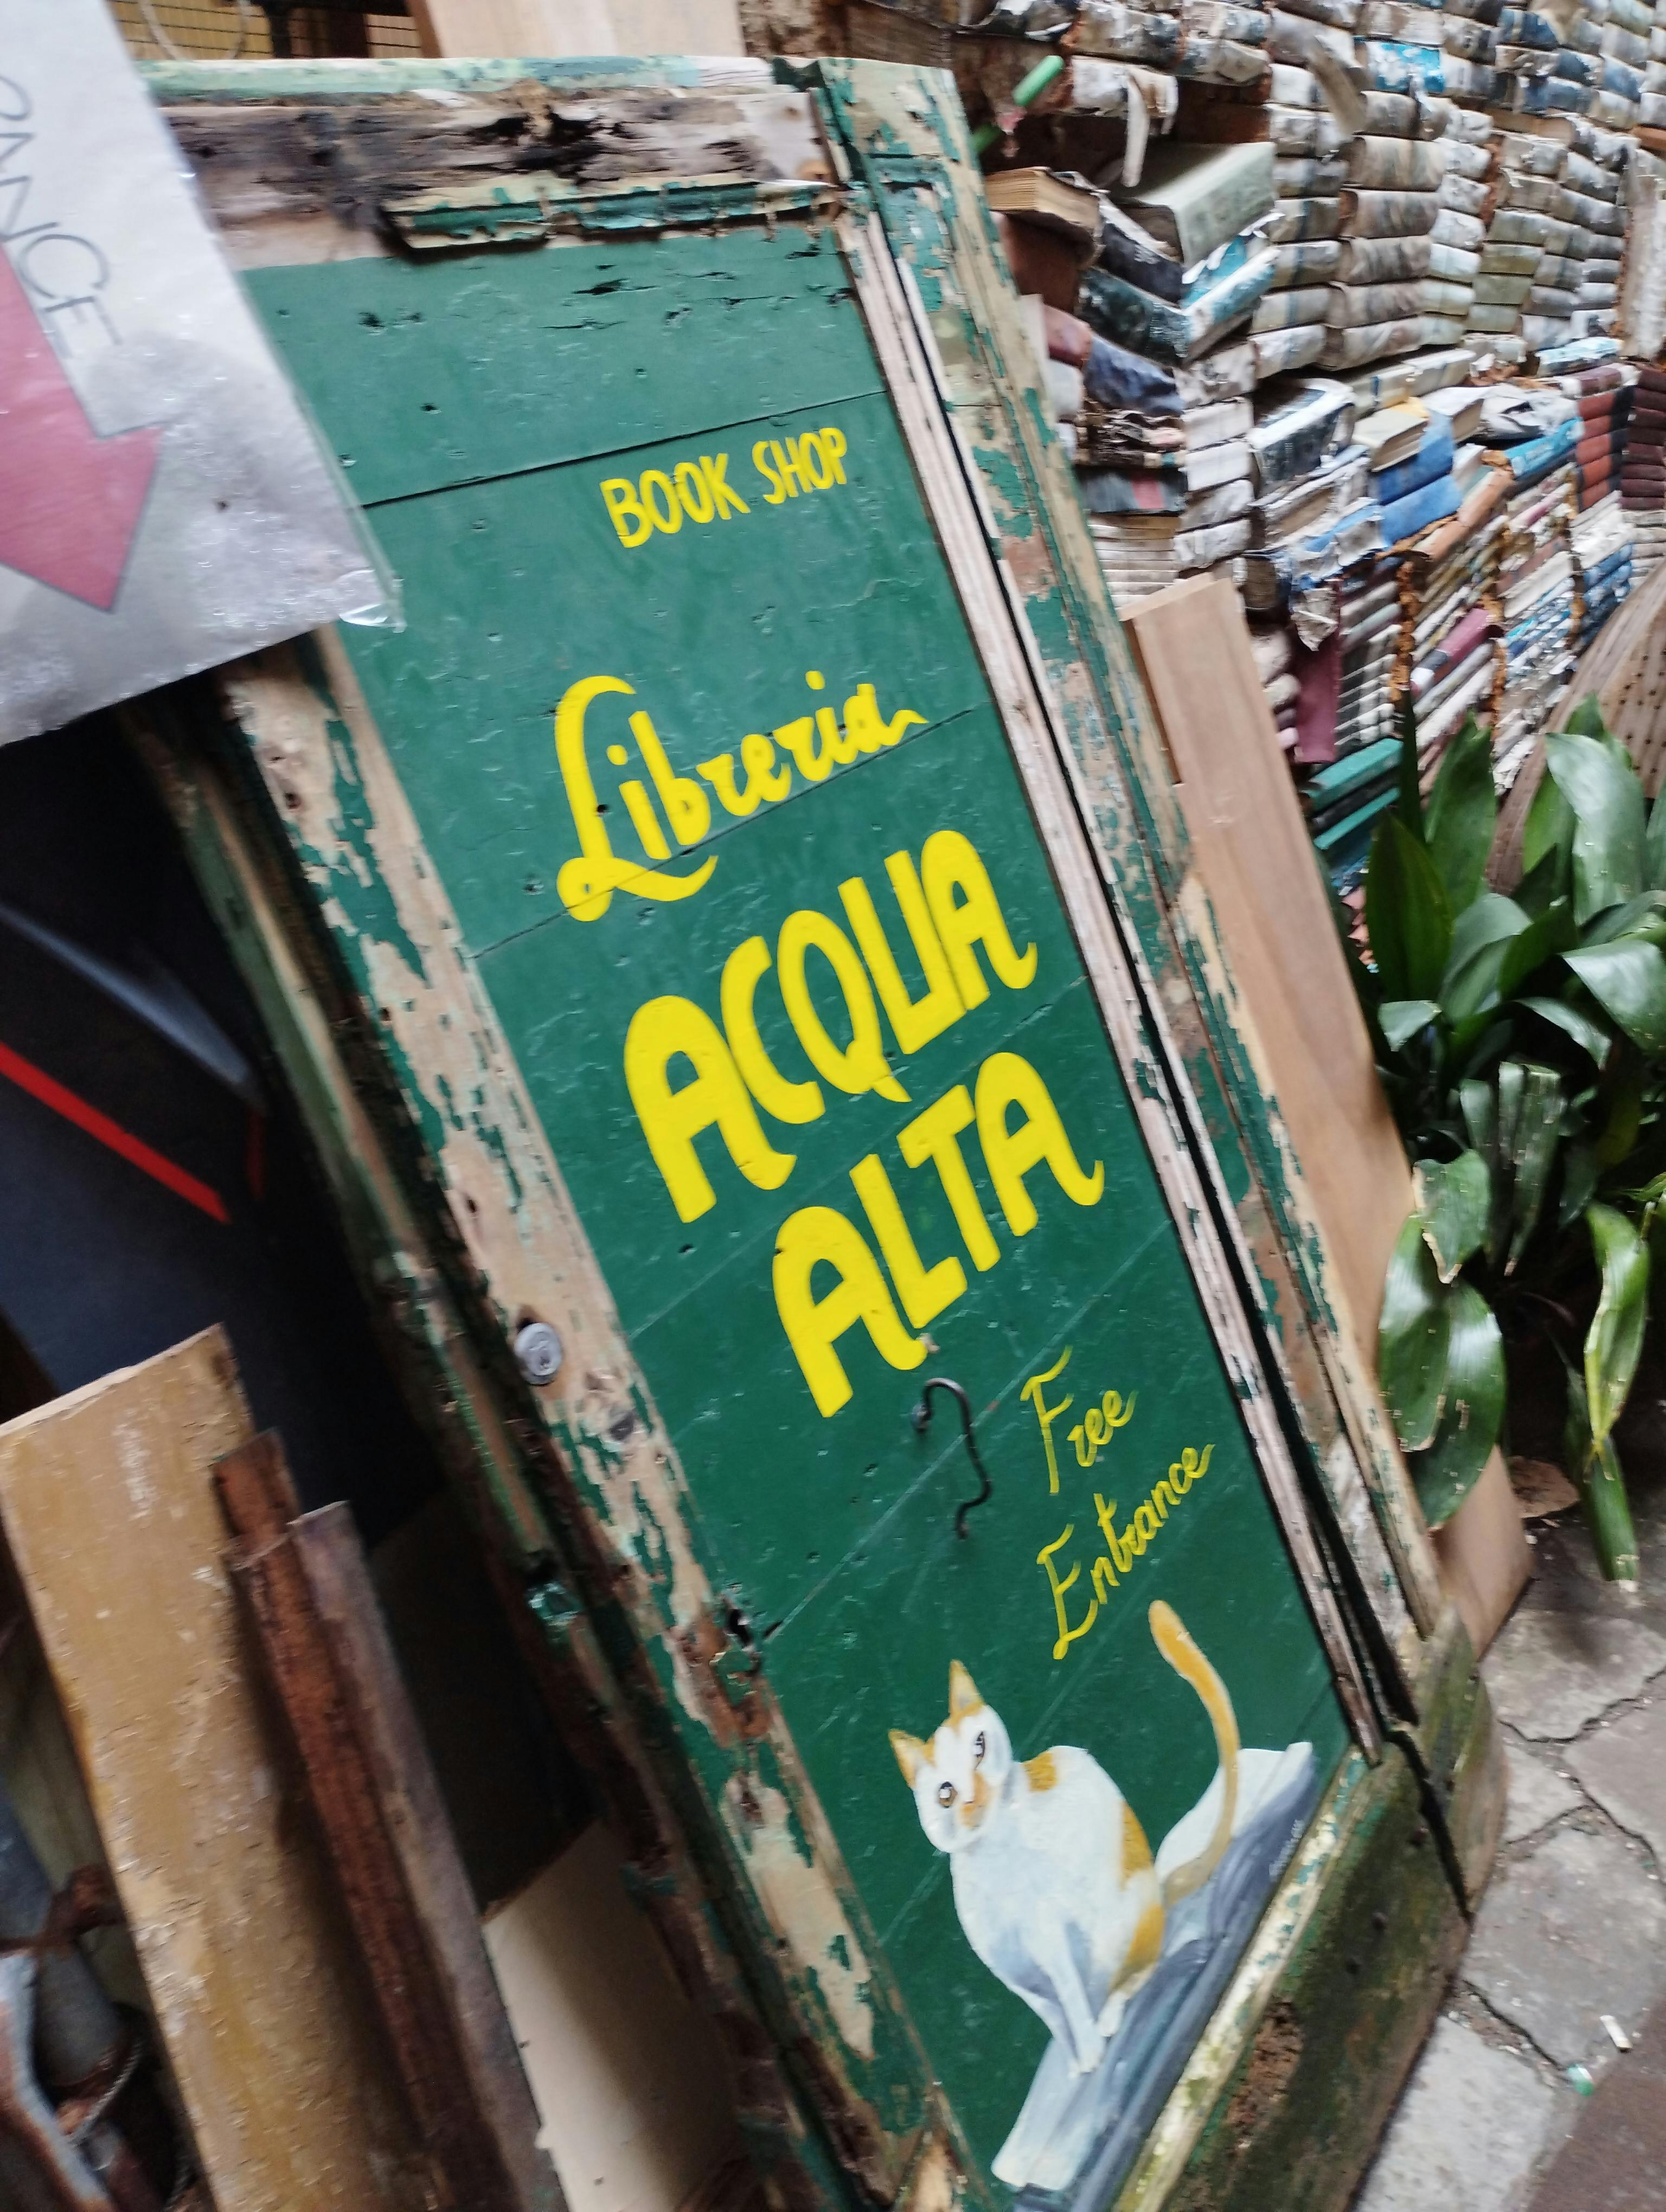 BOOK SHOP
Libreria
ACQUA
ALTA
Free
Entrance